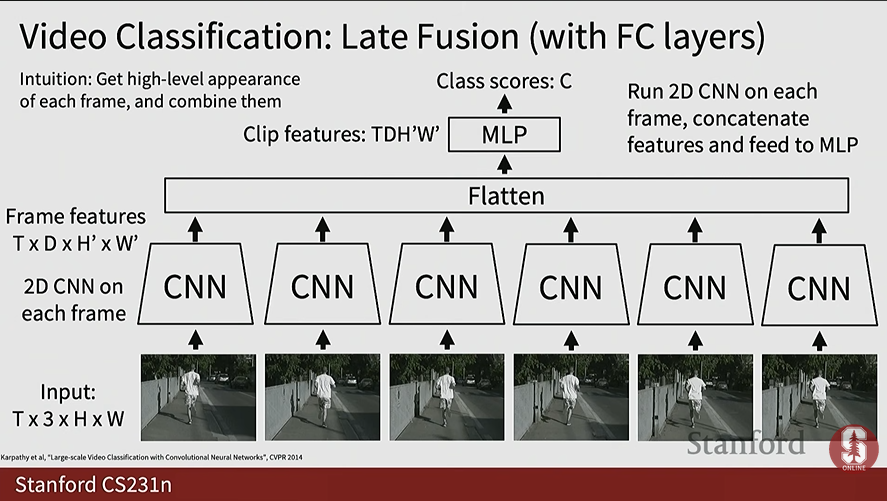 Video Classification: Late Fusion (with FC layers)
Intuition: Get high-level appearance
of each frame, and combine them
Class scores: C
Run 2D CNN on each
frame, concatenate
features and feed to MLP
Clip features: TDH'W'
MLP
Flatten
Frame features
T x D x H' x W'
2D CNN on
each frame
CNN
CNN
CNN
CNN
CNN
CNN
Input:
T x 3 x H x W
Stanford
S
ONLINE
Karpathy et al, "Large-scale Video Classification with Convolutional Neural Networks", CVPR 2014
Stanford CS231n